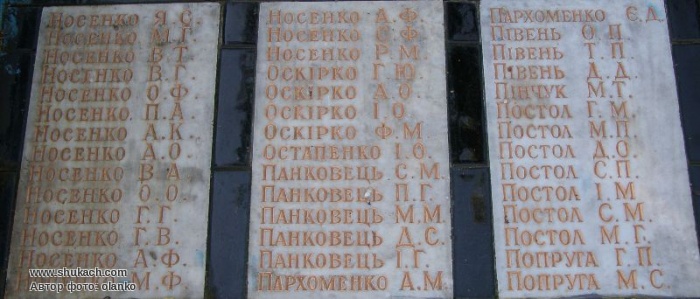 Носенко Я.С.
Носенко М.Г.
Носенко В.Т.
Носенко В.Г.
Носенко О.Ф.
Носенко П.А.
Носенко А.К.
Носенко А.О.
Носенко В.А.
Носенко О.О.
Носенко Г.Г.
Носенко Г.В.
Носенко А.Ф.
М.Ф.
Носенко А.Ф.
Носенко С.Ф.
Носенко Р.М.
Оскірко Г.Ю.
Оскірко А.О.
Оскірко І.О.
Оскірко Ф.М.
Остапенко І.О.
Панковець С.М.
Панковець П.Г.
Панковець М.М.
Панковець Д.С.
Панковець І.Г.
Пархоменко А.М.
Пархоменко Є.Д.
Півень О.П.
Півень Т.П.
Півень Д.Д.
Пінчук М.Т.
Постол Г.М.
Постол М.П.
Постол Д.О.
Постол С.П.
Постол І.М.
Постол С.М.
Постол М.Г.
Попруга Г.П.
Попруга М.С.
www.shukach.com
Автор фото: olanko